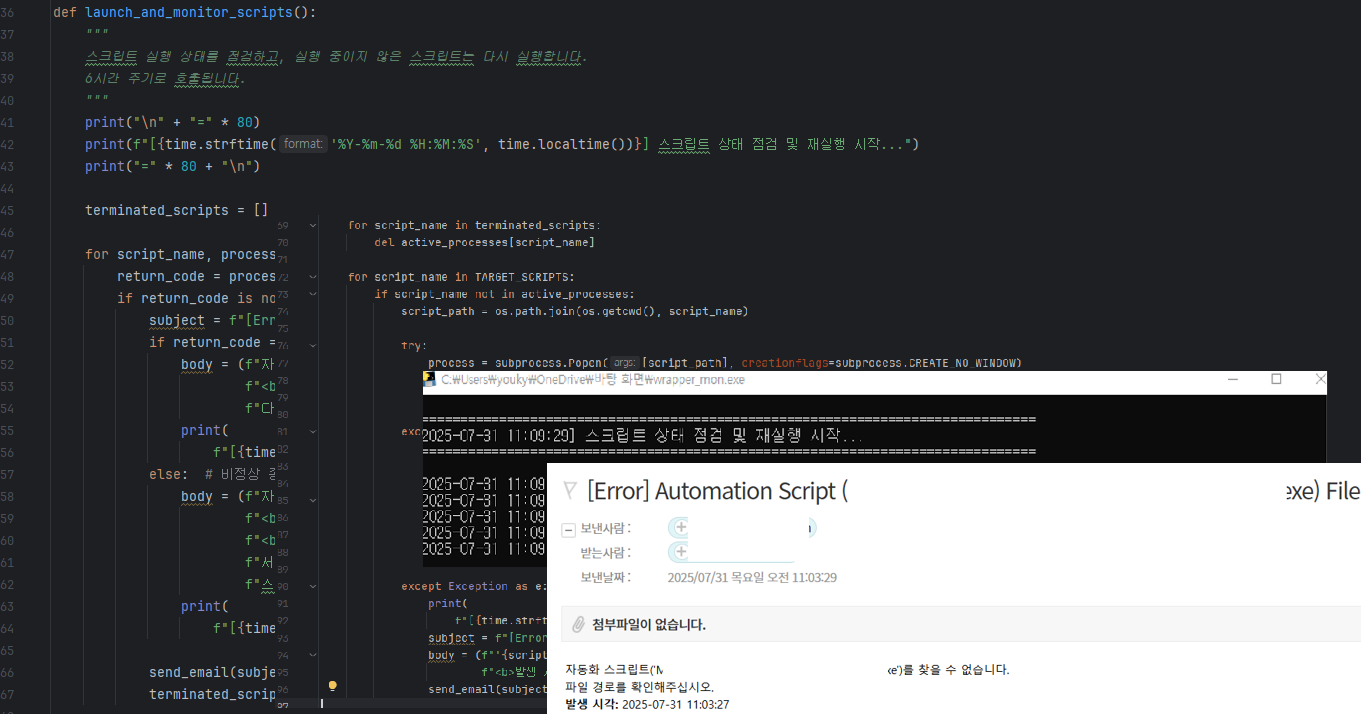 36 def launch_and_monitor_scripts():
37 """
38 스크립트 실행 상태를 점검하고, 실행 중이지 않은 스크립트는 다시 실행합니다.
39 6시간 주기로 호출됩니다.
40 """
41 print("\n" + "=" * 80)
42 print(f"[{time.strftime( format: '%Y-%m-%d %H:%M:%S', time.localtime())}] 스크립트 상태 점검 및 재실행 시작...")
43 print("=" * 80 + "\n")
44
45 terminated_scripts = []
46
47 for script_name, process
48 return_code = proces
49 if return_code is no
50 subject = f"[Err
51 if return_code =
52 body = (f"자
53 f"<b
54 f"다
55 print(
56 f"[{time
57 else: # 비정상 종
58 body = (f"자
59 f"<b
60 f"<b
61 f"서
62 f"스
63 print(
64 f"[{time
65
66 send_email(subje
67 terminated_scrip
69 for script_name in terminated_scripts:
70 del active_processes[script_name]
71
72 for script_name in TARGET_SCRIPTS:
73 if script_name not in active_processes:
74 script_path = os.path.join(os.getcwd(), script_name)
75
76 try:
77 process = subprocess.Popen( args: [script_path], creationflags=subprocess.CREATE_NO_WINDOW)
78
79
80
81 exc
82
83
84
85
86
87
88
89
90 except Exception as e:
91 print(
92 f"[{time.strft
93 subject = f"[Error
94 body = (f"'{script
95 f"<b>발생 시
96 send_email(subject
97
C:₩Users₩youky₩OneDrive₩바탕 화면₩wrapper_mon.exe
================================================================================
2025-07-31 11:09:29] 스크립트 상태 점검 및 재실행 시작...
================================================================================
2025-07-31 11:09
2025-07-31 11:09
2025-07-31 11:09
2025-07-31 11:09
2025-07-31 11:09
[Error] Automation Script ( exe) File
보낸사람 :
받는사람 :
보낸날짜 : 2025/07/31 목요일 오전 11:03:29
첨부파일이 없습니다.
자동화 스크립트('M e')를 찾을 수 없습니다.
파일 경로를 확인해주십시오.
발생 시각: 2025-07-31 11:03:27